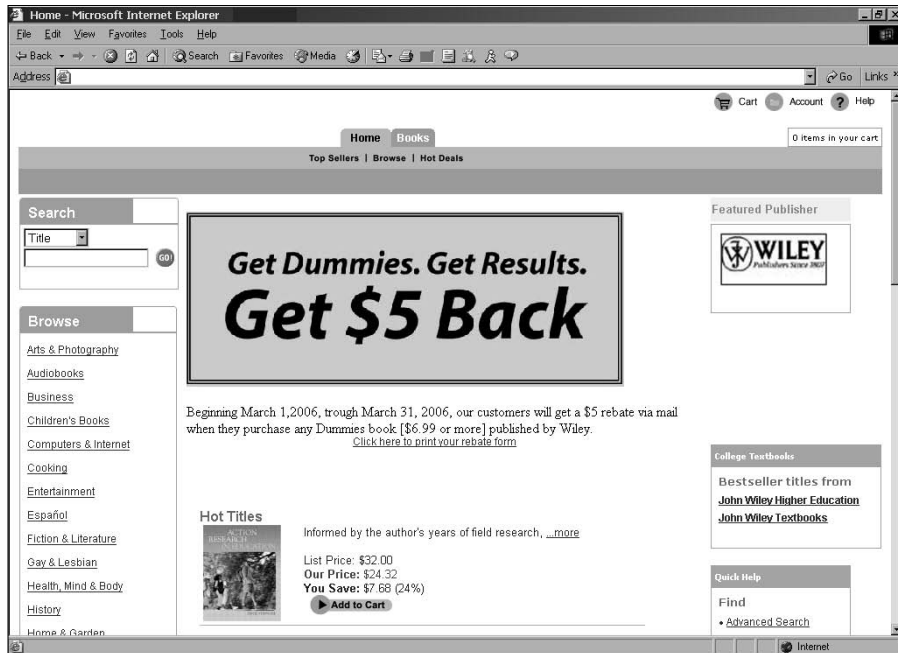 Home - Microsoft Internet Explorer
File Edit View Favorites Tools Help
Back Search Favorites Media
Address Go Links »
Cart Account ? Help
Home Books
0 items in your cart
Top Sellers | Browse | Hot Deals
Search
Title
GO!
Browse
Arts & Photography
Audiobooks
Business
Children's Books
Computers & Internet
Cooking
Entertainment
Español
Fiction & Literature
Gay & Lesbian
Health, Mind & Body
History
Home & Garden
Get Dummies. Get Results.
Get $5 Back
Beginning March 1,2006, trough March 31, 2006, our customers will get a $5 rebate via mail
when they purchase any Dummies book [$6.99 or more] published by Wiley.
Click here to print your rebate form
Hot Titles
ACTION
RESEARCH
IN EDUCATION
Informed by the author's years of field research, ...more
List Price: $32.00
Our Price: $24.32
You Save: $7.68 (24%)
Add to Cart
Featured Publisher
WILEY
Publishers Since 1807
College Textbooks
Bestseller titles from
John Wiley Higher Education
John Wiley Textbooks
Quick Help
Find
• Advanced Search
Internet